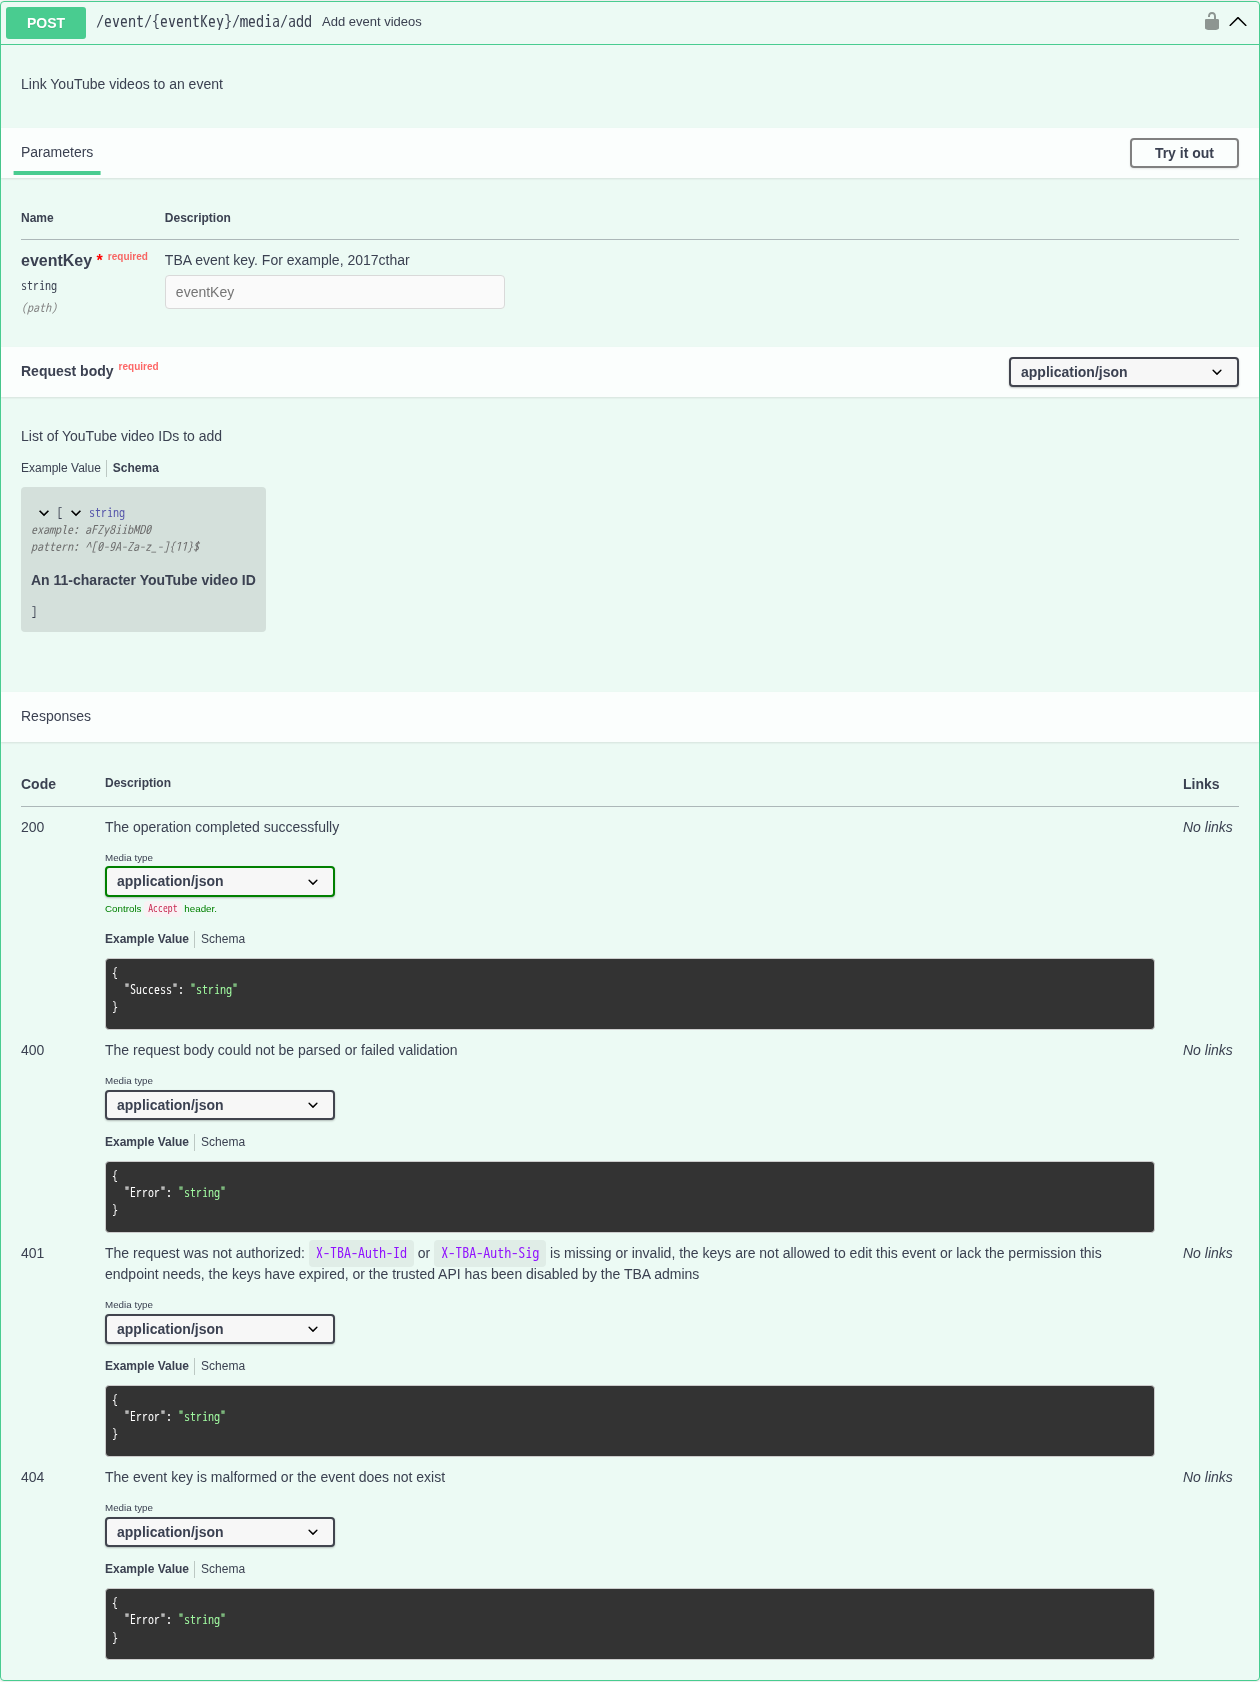 POST /event/{eventKey}/media/add Add event videos
Link YouTube videos to an event
Parameters
Try it out
Name Description
eventKey * required
string
(path)
TBA event key. For example, 2017cthar
eventKey
Request body required
application/json
List of YouTube video IDs to add
Example Value Schema
[ string
example: aFZy8iibMD0
pattern: ^[0-9A-Za-z_-]{11}$
An 11-character YouTube video ID
]
Responses
Code Description Links
200 The operation completed successfully No links
Media type
application/json
Controls Accept header.
Example Value Schema
{
"Success": "string"
}
400 The request body could not be parsed or failed validation No links
Media type
application/json
Example Value Schema
{
"Error": "string"
}
401 The request was not authorized: X-TBA-Auth-Id or X-TBA-Auth-Sig is missing or invalid, the keys are not allowed to edit this event or lack the permission this No links
endpoint needs, the keys have expired, or the trusted API has been disabled by the TBA admins
Media type
application/json
Example Value Schema
{
"Error": "string"
}
404 The event key is malformed or the event does not exist No links
Media type
application/json
Example Value Schema
{
"Error": "string"
}